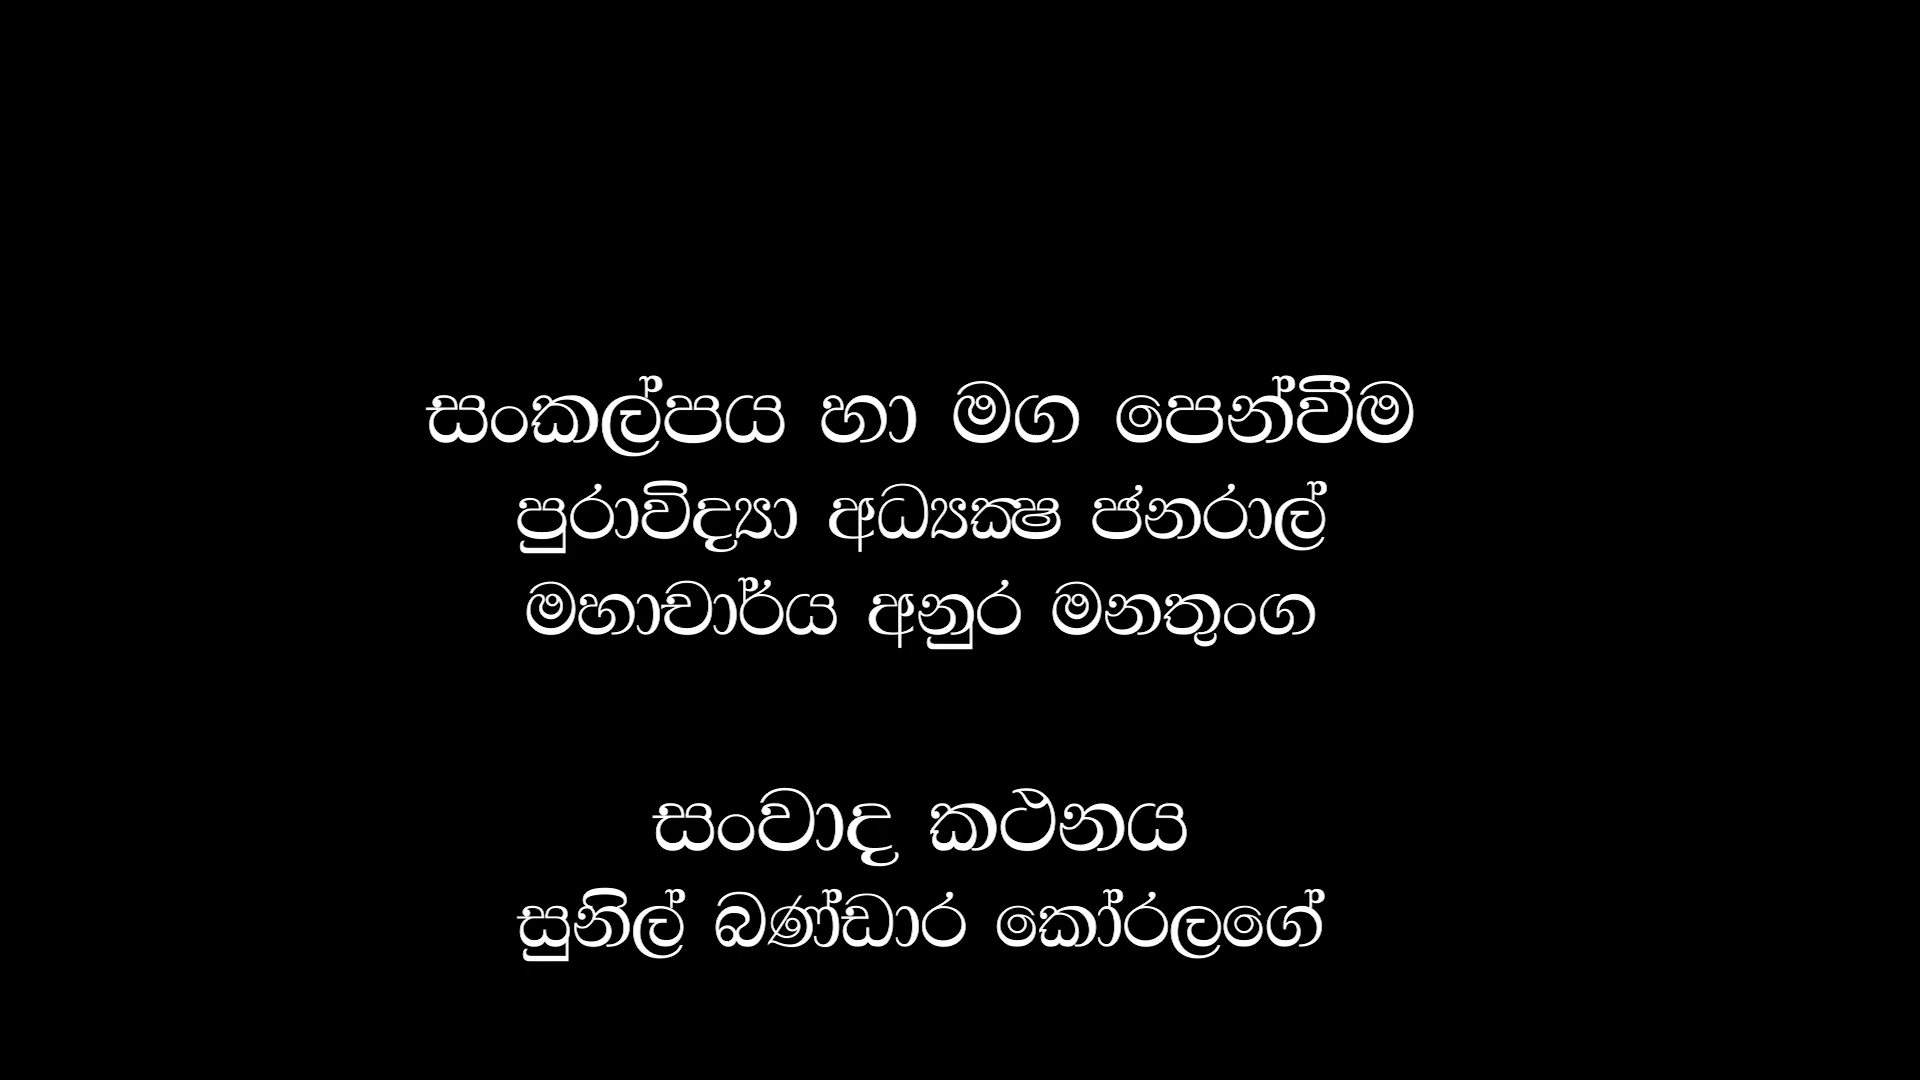 සංකල්පය හා මග පෙන්වීම
පුරාවිද්‍යා අධ්‍යක්‍ෂ ජනරාල්
මහාචාර්ය අනුර මනතුංග
සංවාද කථනය
සුනිල් බණ්ඩාර කෝරලගේ